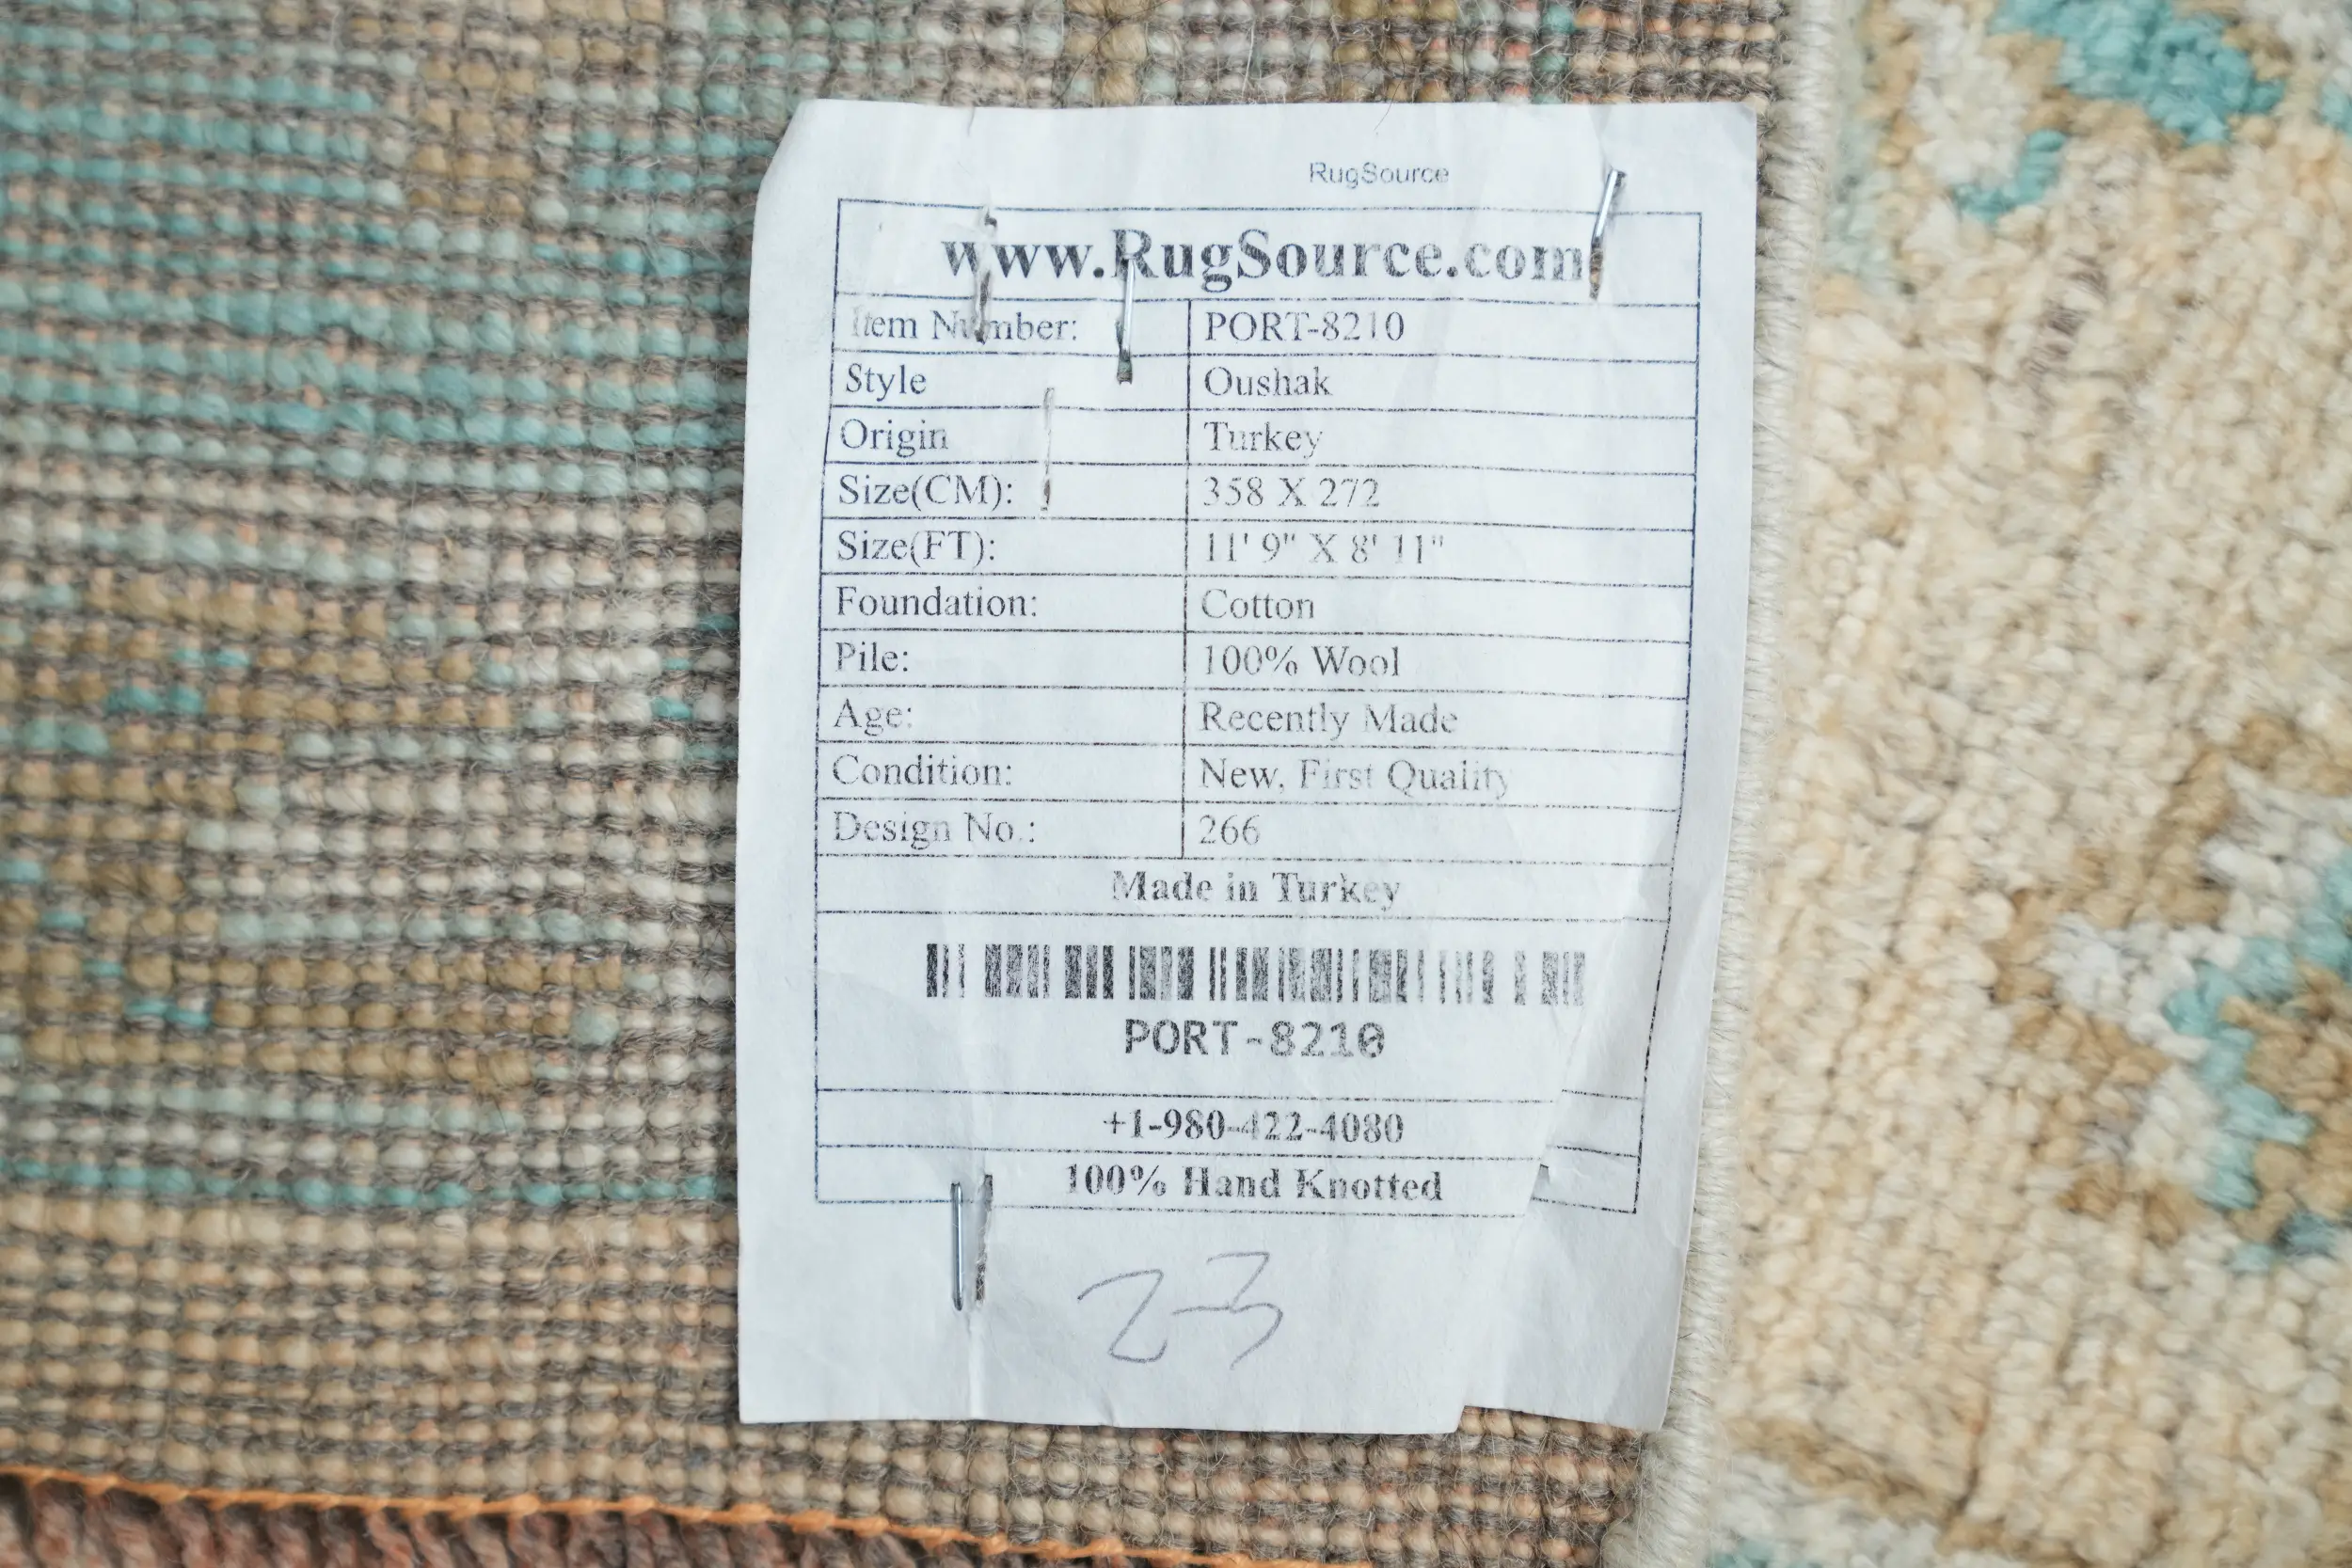 RugSource
www.RugSource.com
Item Number: PORT-8210
Style Oushak
Origin Turkey
Size(CM): 358 X 272
Size(FT): 11' 9" X 8' 11"
Foundation: Cotton
Pile: 100% Wool
Age: Recently Made
Condition: New, First Quality
Design No.: 266
Made in Turkey
PORT-8210
+1-980-422-4080
100% Hand Knotted
23